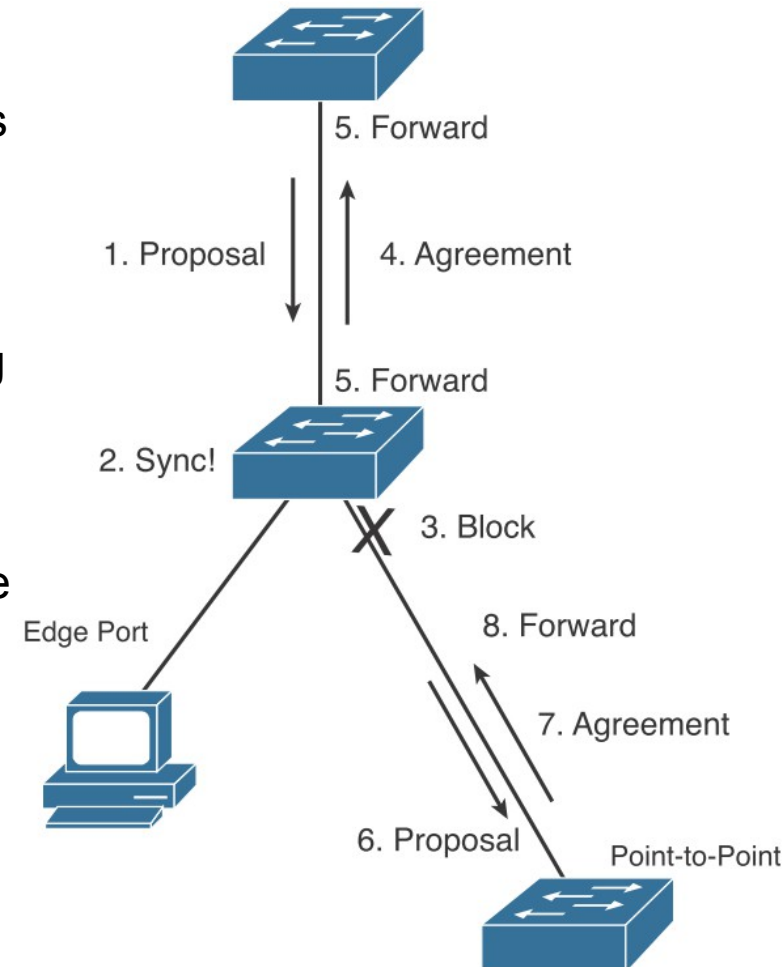 s
5. Forward
1. Proposal
4. Agreement
g
5. Forward
2. Sync!
3. Block
e
Edge Port
8. Forward
7. Agreement
6. Proposal
Point-to-Point